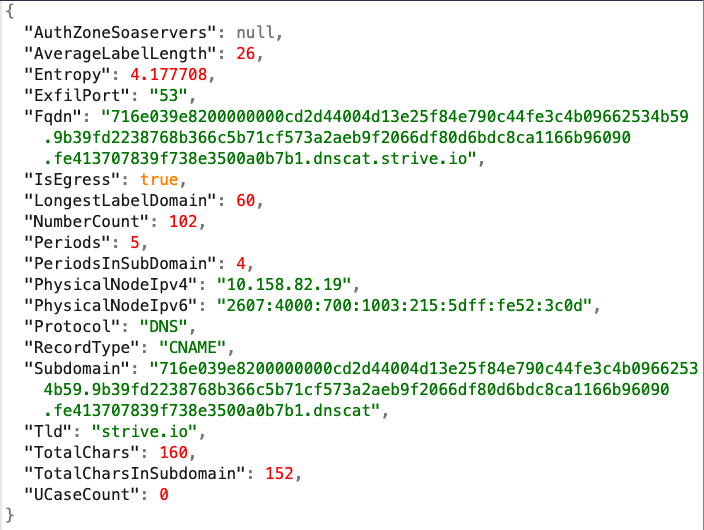 {
  "AuthZoneSoaservers": null,
  "AverageLabelLength": 26,
  "Entropy": 4.177708,
  "ExfilPort": "53",
  "Fqdn": "716e039e8200000000cd2d44004d13e25f84e790c44fe3c4b09662534b59
    .9b39fd2238768b366c5b71cf573a2aeb9f2066df80d6bdc8ca1166b96090
    .fe413707839f738e3500a0b7b1.dnscat.strive.io",
  "IsEgress": true,
  "LongestLabelDomain": 60,
  "NumberCount": 102,
  "Periods": 5,
  "PeriodsInSubDomain": 4,
  "PhysicalNodeIpv4": "10.158.82.19",
  "PhysicalNodeIpv6": "2607:4000:700:1003:215:5dff:fe52:3c0d",
  "Protocol": "DNS",
  "RecordType": "CNAME",
  "Subdomain": "716e039e8200000000cd2d44004d13e25f84e790c44fe3c4b0966253
    4b59.9b39fd2238768b366c5b71cf573a2aeb9f2066df80d6bdc8ca1166b96090
    .fe413707839f738e3500a0b7b1.dnscat",
  "Tld": "strive.io",
  "TotalChars": 160,
  "TotalCharsInSubdomain": 152,
  "UCaseCount": 0
}